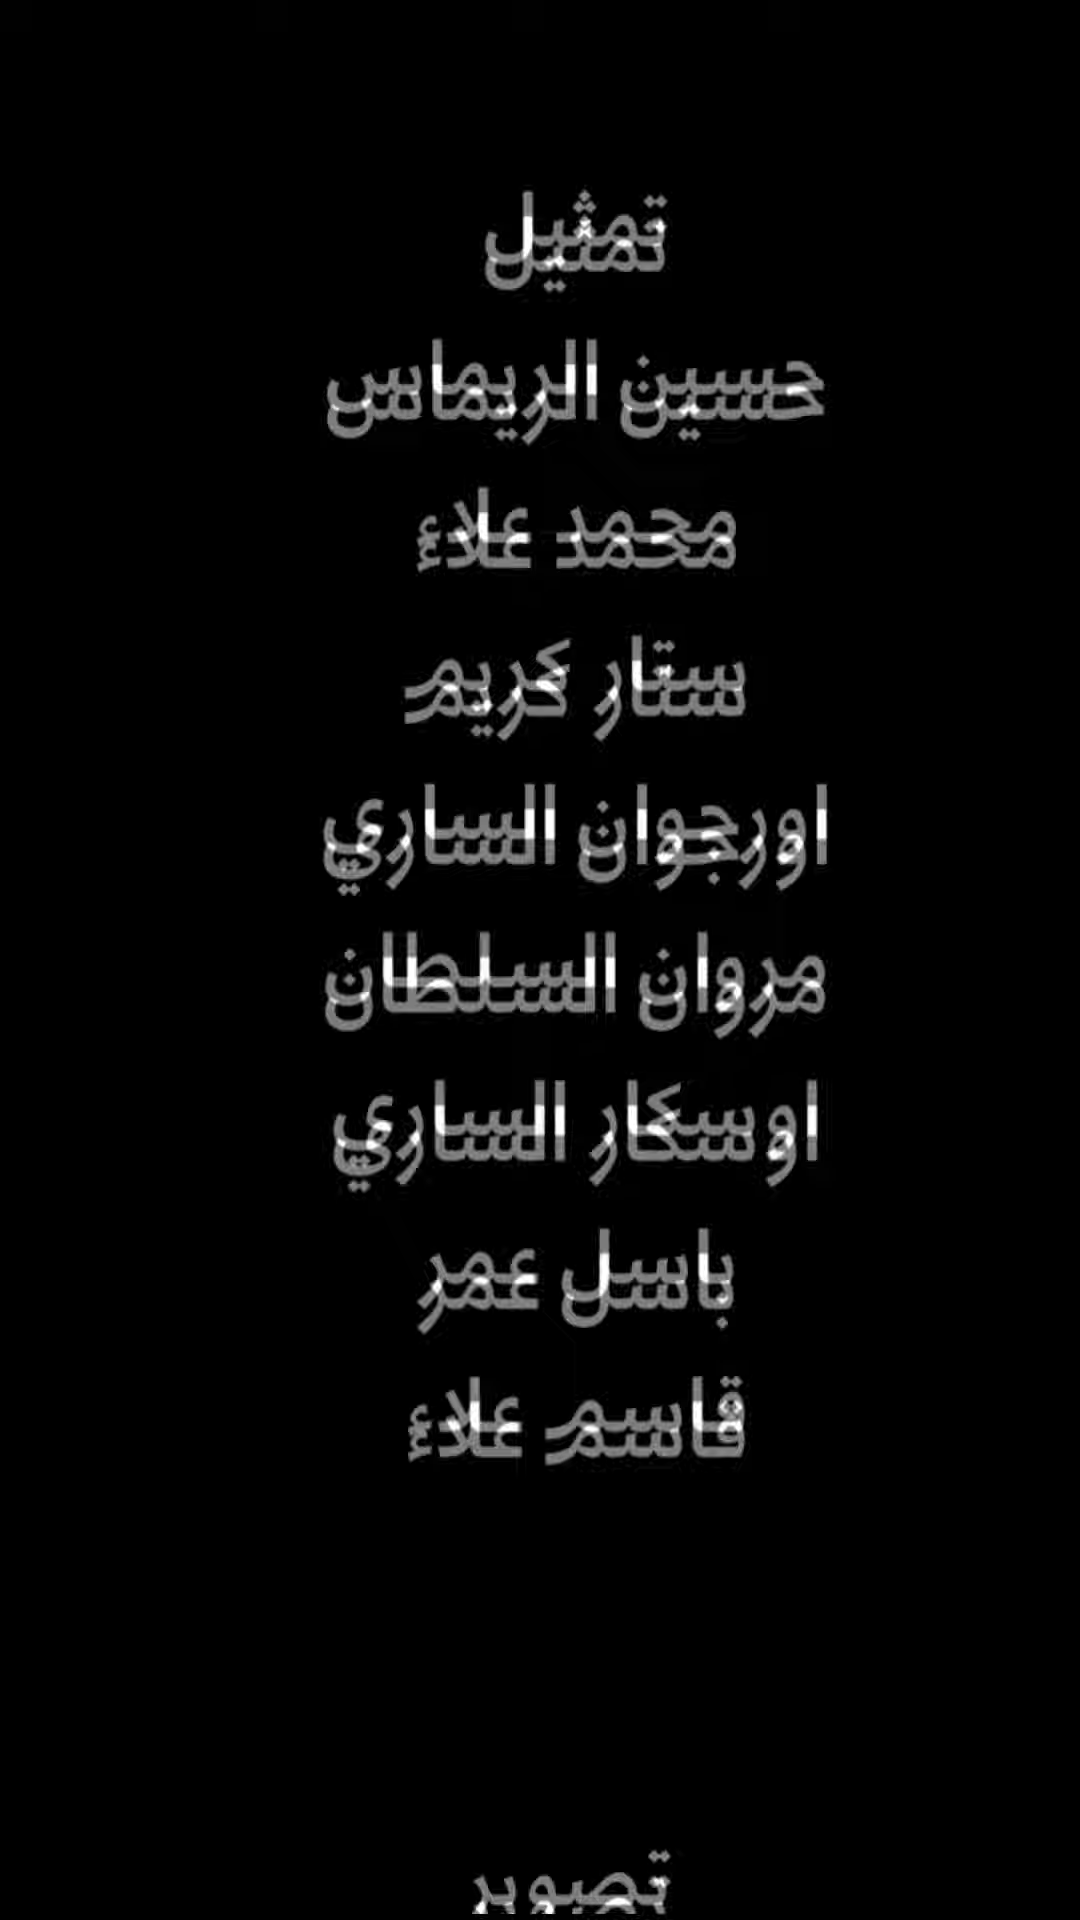 تمثيل
حسين الريماس
محمد علاء
ستار كريم
اورجوان الساري
مروان السلطان
اوسكار الساري
باسل عمر
قاسم علاء
تصوير